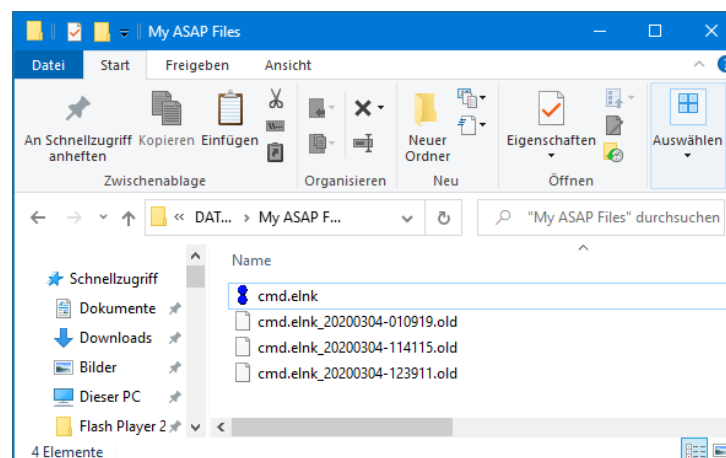 My ASAP Files
Datei Start Freigeben Ansicht
An Schnellzugriff anheften
Kopieren
Einfügen
Neuer Ordner
Eigenschaften
Auswählen
Zwischenablage Organisieren Neu Öffnen
« DAT... › My ASAP F...
"My ASAP Files" durchsuchen
Name
Schnellzugriff
Dokumente
Downloads
Bilder
Dieser PC
Flash Player 2
cmd.elnk
cmd.elnk_20200304-010919.old
cmd.elnk_20200304-114115.old
cmd.elnk_20200304-123911.old
4 Elemente